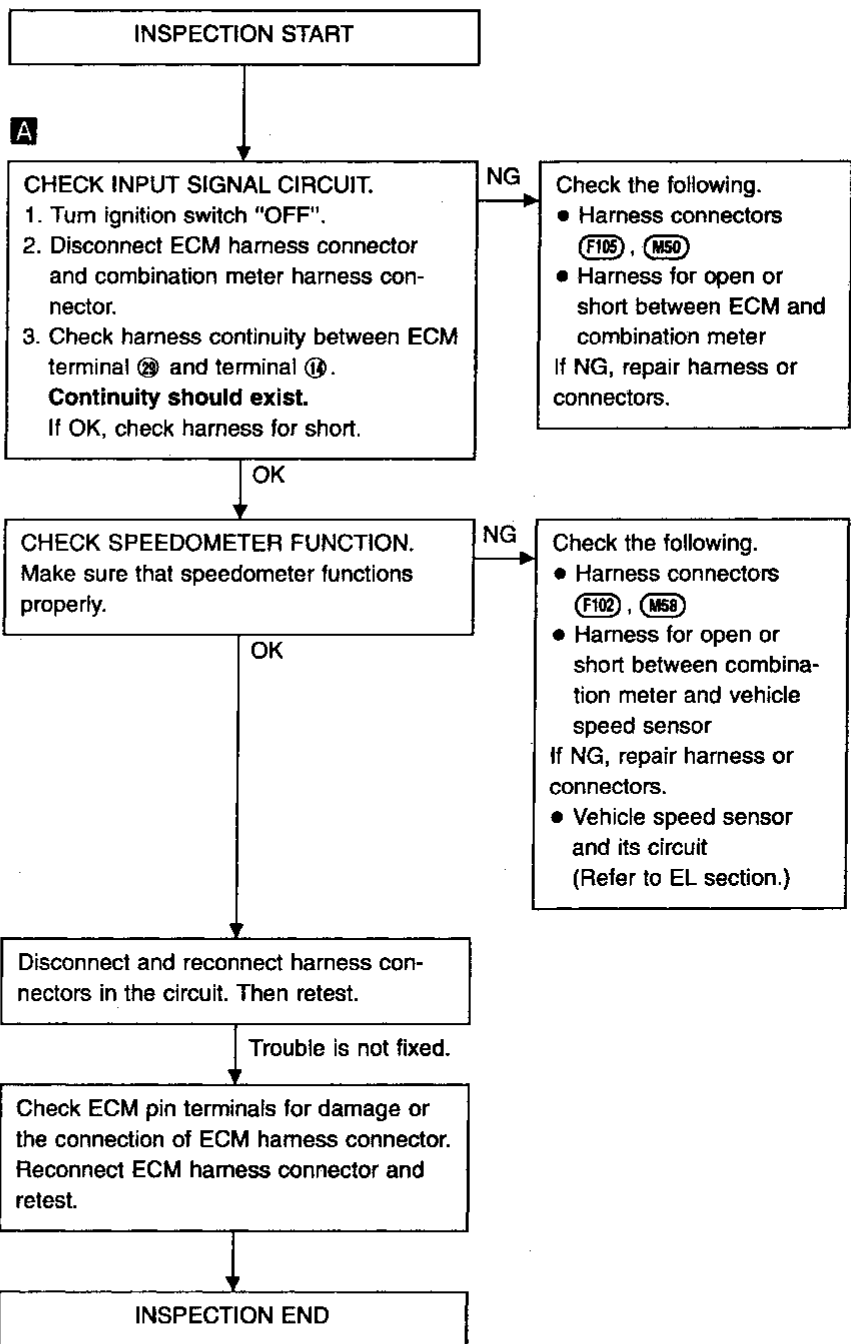 INSPECTION START
A
CHECK INPUT SIGNAL CIRCUIT.
1. Turn ignition switch "OFF".
2. Disconnect ECM harness connector
and combination meter harness con-
nector.
3. Check harness continuity between ECM
terminal ㉙ and terminal ⑭.
Continuity should exist.
If OK, check harness for short.
NG
Check the following.
● Harness connectors
(F105), (M50)
● Harness for open or
short between ECM and
combination meter
If NG, repair harness or
connectors.
OK
CHECK SPEEDOMETER FUNCTION.
Make sure that speedometer functions
properly.
NG
Check the following.
● Harness connectors
(F102), (M58)
● Harness for open or
short between combina-
tion meter and vehicle
speed sensor
If NG, repair harness or
connectors.
● Vehicle speed sensor
and its circuit
(Refer to EL section.)
OK
Disconnect and reconnect harness con-
nectors in the circuit. Then retest.
Trouble is not fixed.
Check ECM pin terminals for damage or
the connection of ECM harness connector.
Reconnect ECM harness connector and
retest.
INSPECTION END